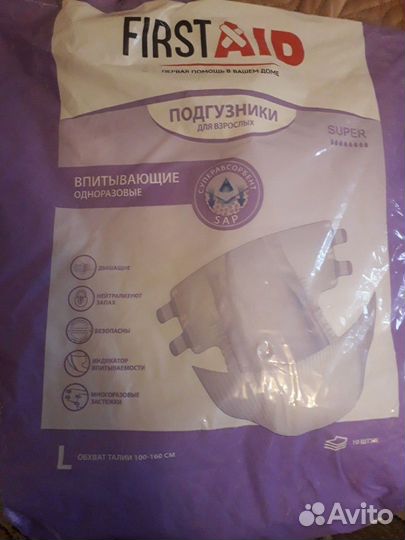 FIRST AID
ПЕРВАЯ ПОМОЩЬ В ВАШЕМ ДОМЕ
ПОДГУЗНИКИ
ДЛЯ ВЗРОСЛЫХ
SUPER
ВПИТЫВАЮЩИЕ
ОДНОРАЗОВЫЕ
СУПЕРАБСОРБЕНТ
SAP
ДЫШАЩИЕ
НЕЙТРАЛИЗУЮТ
ЗАПАХ
БЕЗОПАСНЫ
ИНДИКАТОР
ВПИТЫВАЕМОСТИ
МНОГОРАЗОВЫЕ
ЗАСТЕЖКИ
L ОБХВАТ ТАЛИИ 100-160 СМ
10 ШТУК
Avito